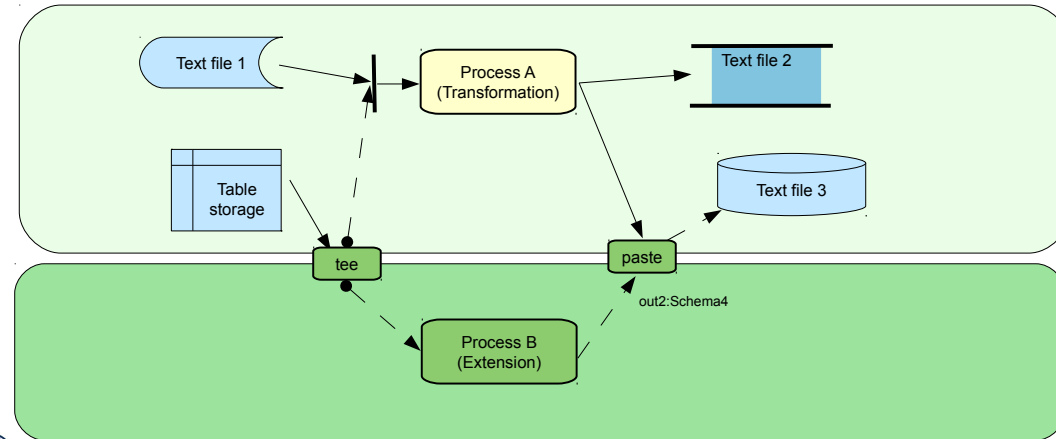 Text file 1
Process A
(Transformation)
Text file 2
Table
storage
Text file 3
tee
paste
out2:Schema4
Process B
(Extension)